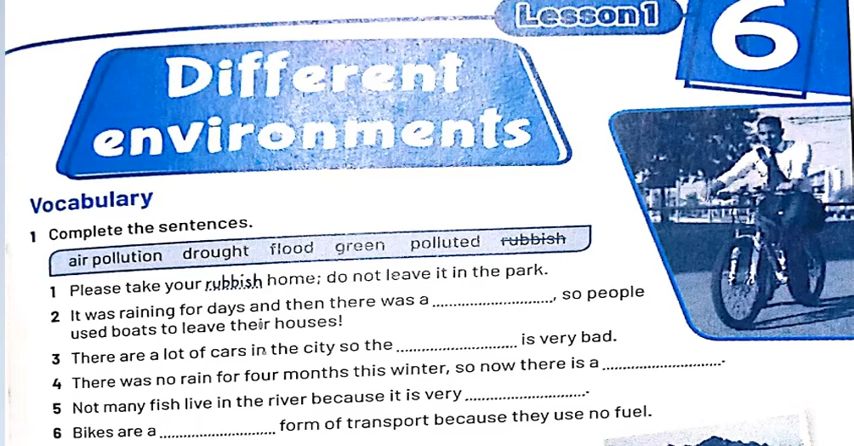 Lesson 1
6
Different
environments
Vocabulary
1 Complete the sentences.
air pollution drought flood green polluted rubbish
1 Please take your rubbish home; do not leave it in the park.
2 It was raining for days and then there was a ............................, so people
used boats to leave their houses!
3 There are a lot of cars in the city so the ............................ is very bad.
4 There was no rain for four months this winter, so now there is a .............................
5 Not many fish live in the river because it is very .............................
6 Bikes are a ............................ form of transport because they use no fuel.